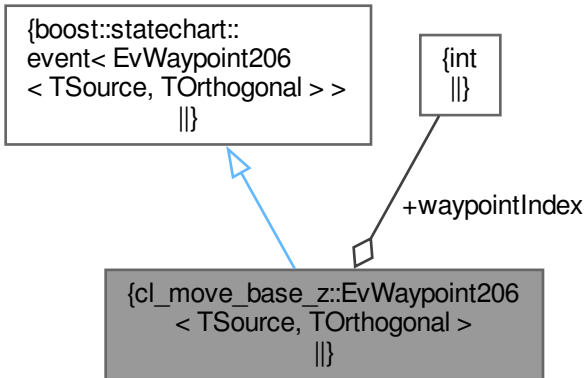 {boost::statechart::
event< EvWaypoint206
< TSource, TOrthogonal > >
||}
{int
||}
+waypointIndex
{cl_move_base_z::EvWaypoint206
< TSource, TOrthogonal >
||}